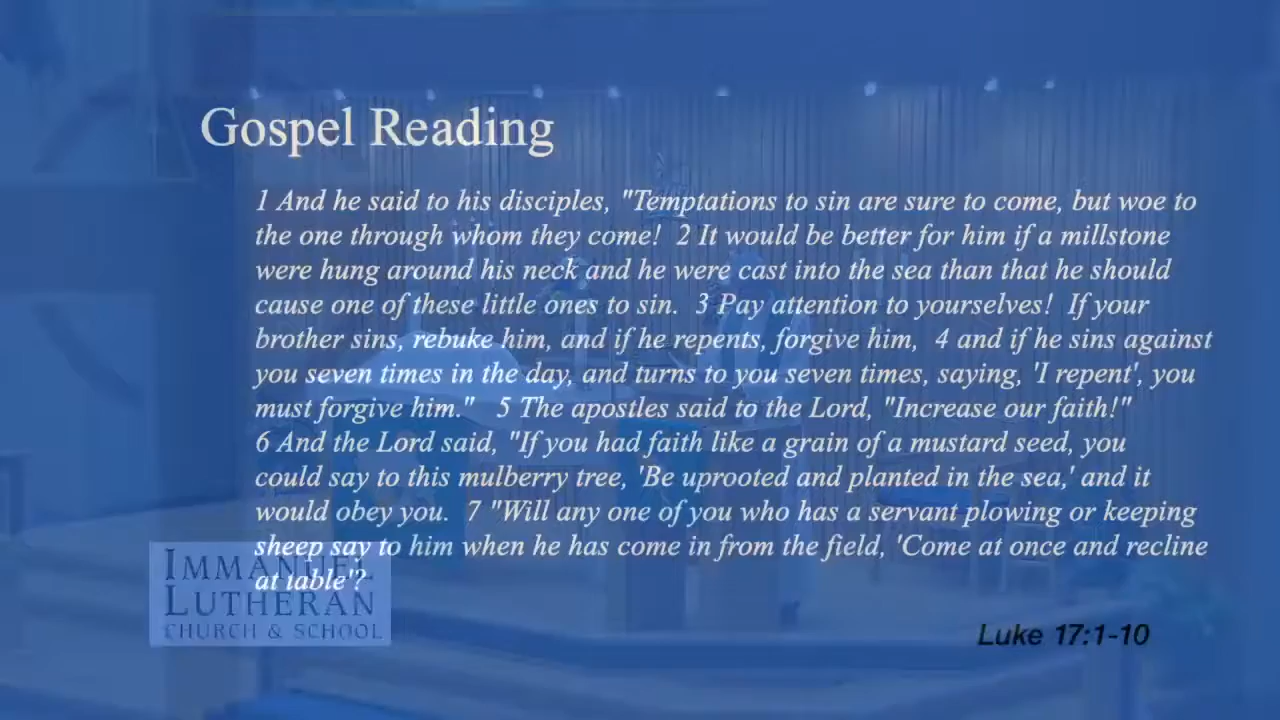 Gospel Reading
1 And he said to his disciples, "Temptations to sin are sure to come, but woe to
the one through whom they come!  2 It would be better for him if a millstone
were hung around his neck and he were cast into the sea than that he should
cause one of these little ones to sin.  3 Pay attention to yourselves!  If your
brother sins, rebuke him, and if he repents, forgive him,  4 and if he sins against
you seven times in the day, and turns to you seven times, saying, 'I repent', you
must forgive him."   5 The apostles said to the Lord, "Increase our faith!"
6 And the Lord said, "If you had faith like a grain of a mustard seed, you
could say to this mulberry tree, 'Be uprooted and planted in the sea,' and it
would obey you.  7 "Will any one of you who has a servant plowing or keeping
sheep say to him when he has come in from the field, 'Come at once and recline
at table'?
IMMANUEL
LUTHERAN
CHURCH & SCHOOL
Luke 17:1-10